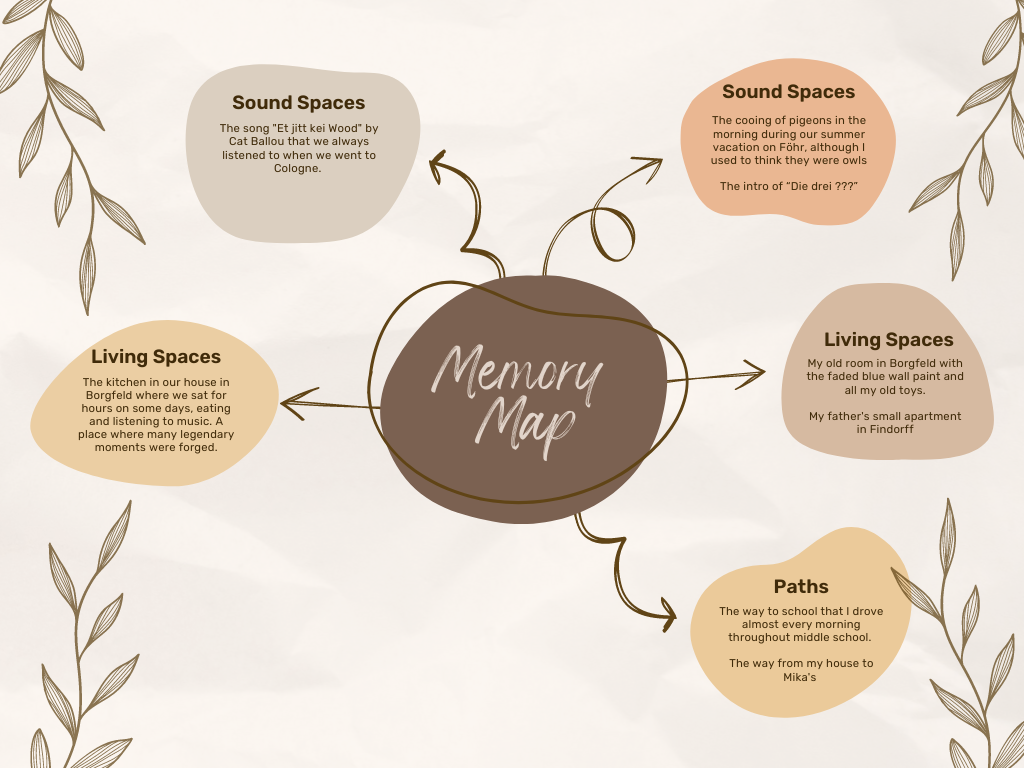 Sound Spaces
The song "Et jitt kei Wood" by
Cat Ballou that we always
listened to when we went to
Cologne.
Sound Spaces
The cooing of pigeons in the
morning during our summer
vacation on Föhr, although I
used to think they were owls
The intro of “Die drei ???”
Living Spaces
The kitchen in our house in
Borgfeld where we sat for
hours on some days, eating
and listening to music. A
place where many legendary
moments were forged.
Memory
Map
Living Spaces
My old room in Borgfeld with
the faded blue wall paint and
all my old toys.
My father's small apartment
in Findorff
Paths
The way to school that I drove
almost every morning
throughout middle school.
The way from my house to
Mika's